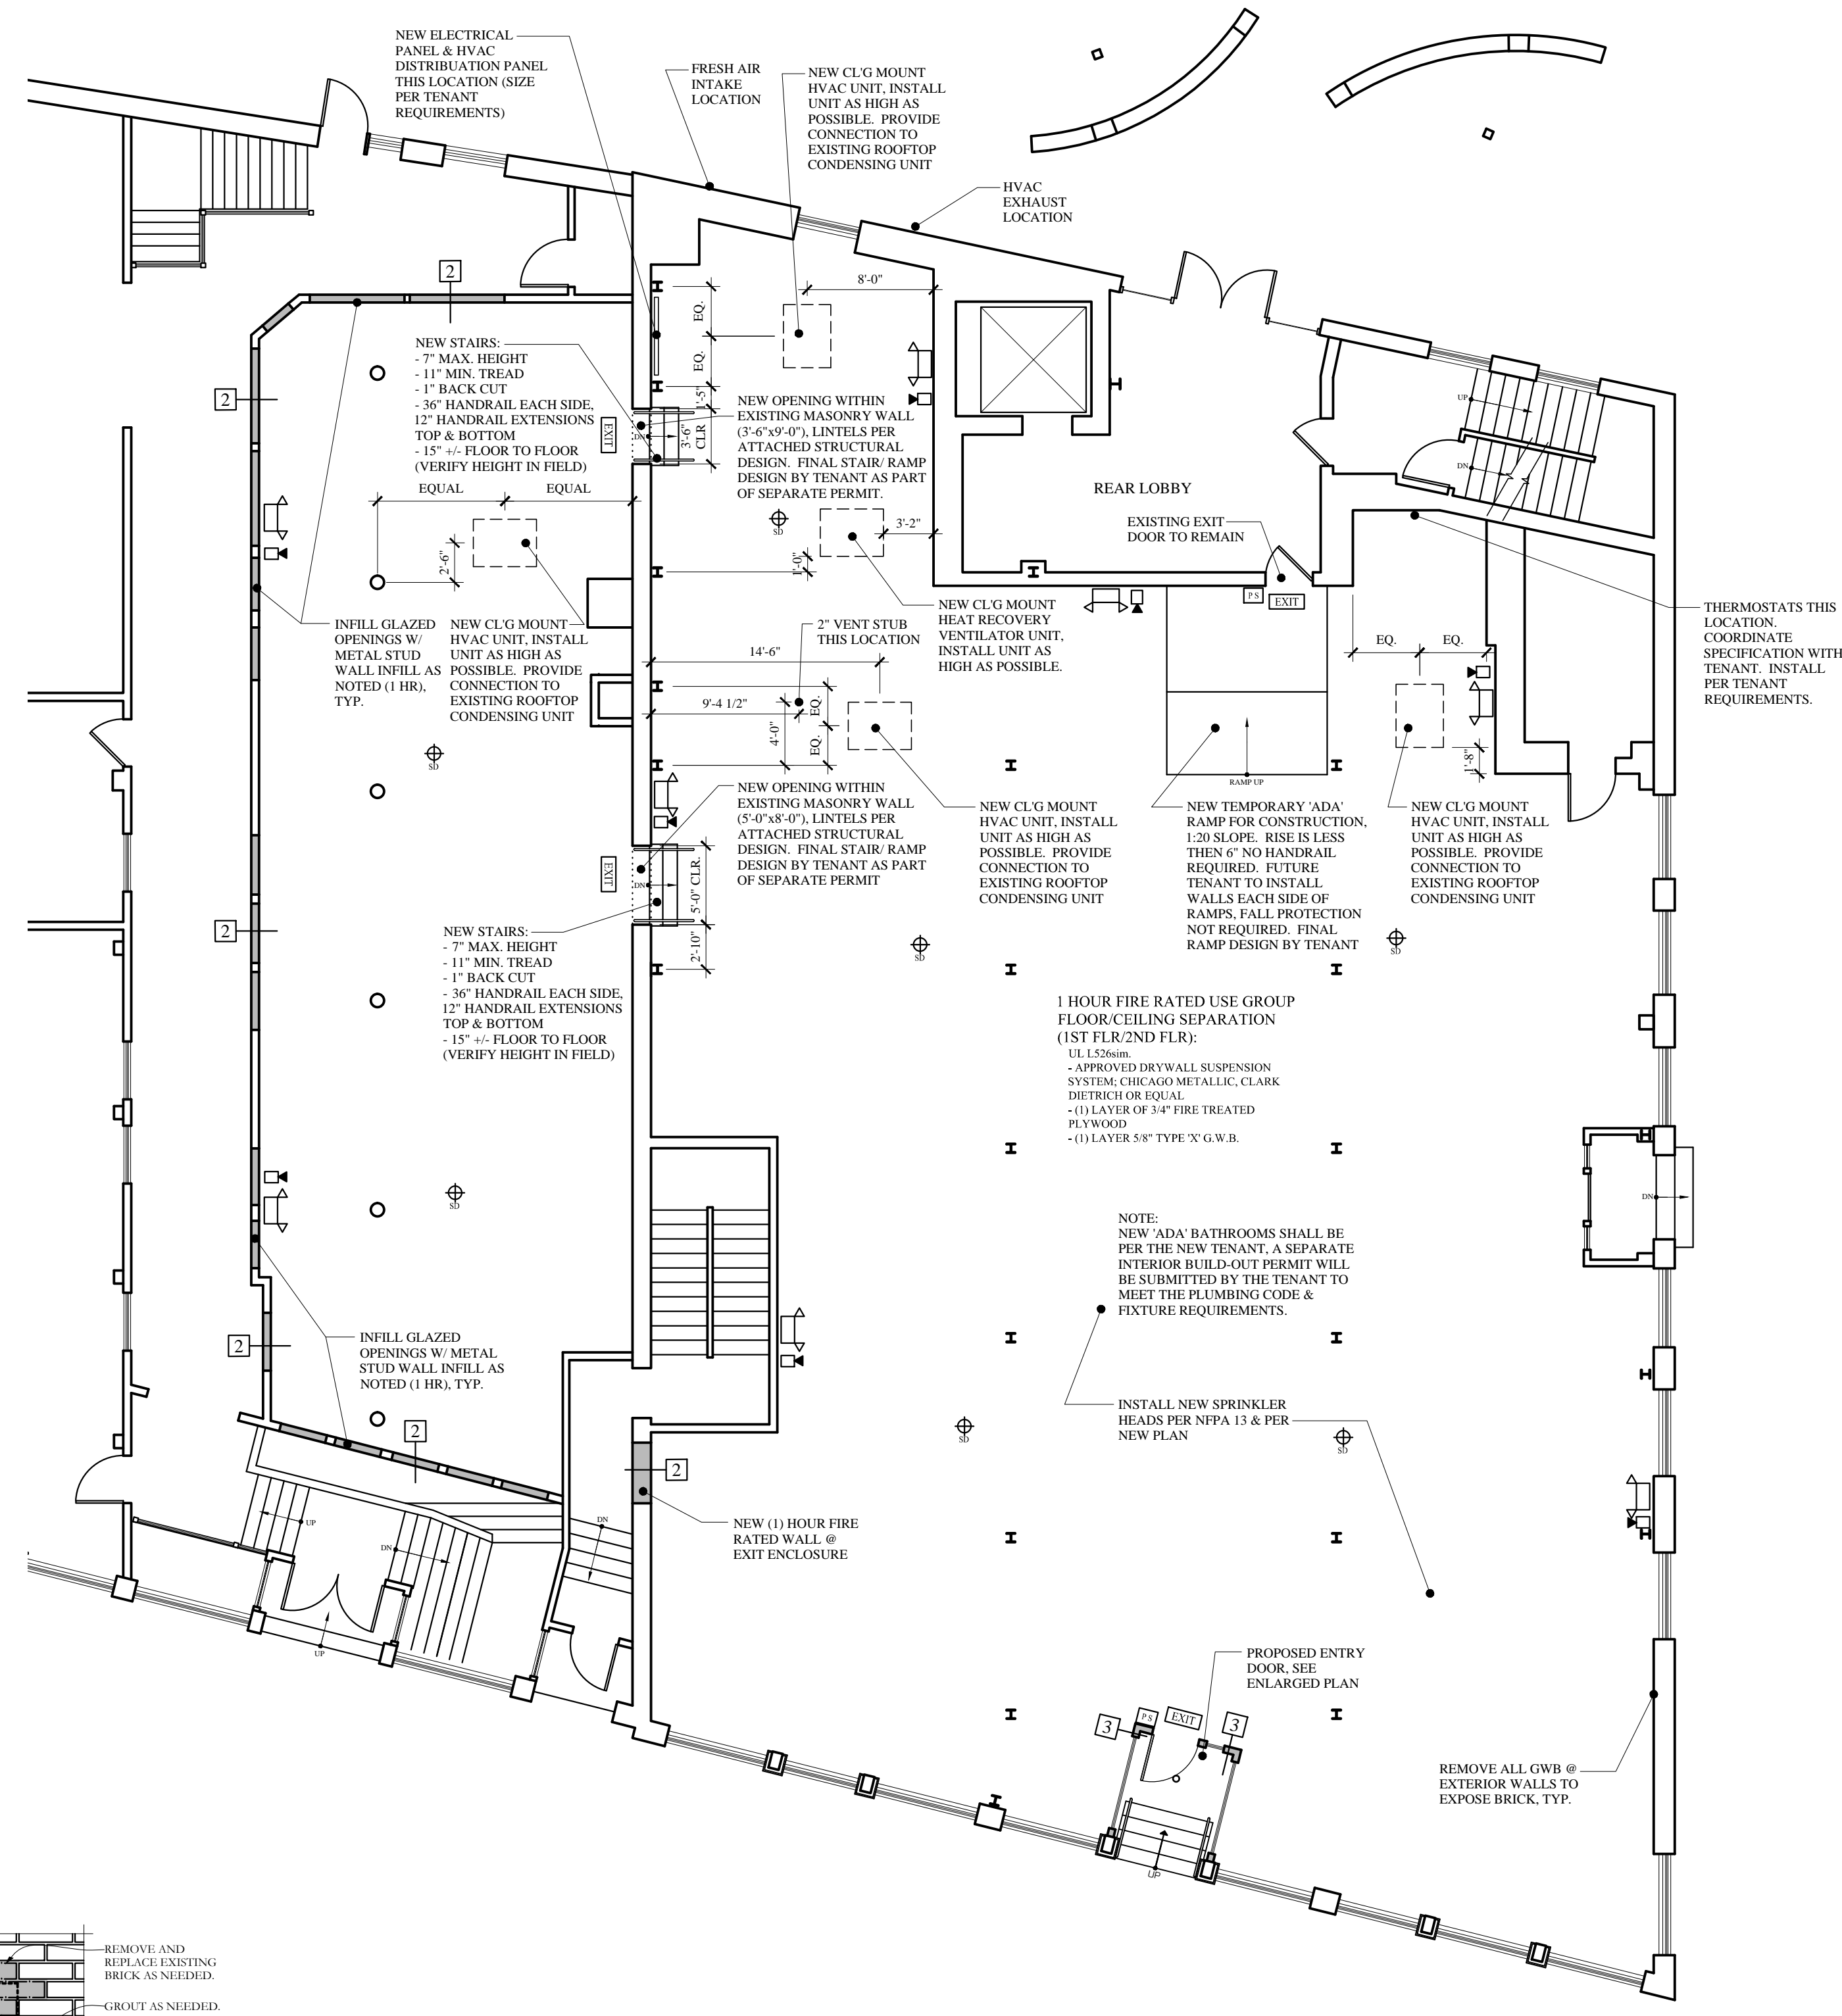 NEW ELECTRICAL
PANEL & HVAC
DISTRIBUATION PANEL
THIS LOCATION (SIZE
PER TENANT
REQUIREMENTS)
FRESH AIR
INTAKE
LOCATION
NEW CL'G MOUNT
HVAC UNIT, INSTALL
UNIT AS HIGH AS
POSSIBLE.  PROVIDE
CONNECTION TO
EXISTING ROOFTOP
CONDENSING UNIT
HVAC
EXHAUST
LOCATION
2
8'-0"
EQ.
EQ.
1'-5"
2
NEW STAIRS:
- 7" MAX. HEIGHT
- 11" MIN. TREAD
- 1" BACK CUT
- 36" HANDRAIL EACH SIDE,
12" HANDRAIL EXTENSIONS
TOP & BOTTOM
- 15" +/- FLOOR TO FLOOR
(VERIFY HEIGHT IN FIELD)
EXIT
DN
3'-6"
CLR
NEW OPENING WITHIN
EXISTING MASONRY WALL
(3'-6"x9'-0"), LINTELS PER
ATTACHED STRUCTURAL
DESIGN.  FINAL STAIR/ RAMP
DESIGN BY TENANT AS PART
OF SEPARATE PERMIT.
UP
DN
EQUAL
EQUAL
REAR LOBBY
SD
3'-2"
EXISTING EXIT
DOOR TO REMAIN
2'-6"
1'-0"
P S
EXIT
INFILL GLAZED
OPENINGS W/
METAL STUD
WALL INFILL AS
NOTED (1 HR),
TYP.
NEW CL'G MOUNT
HVAC UNIT, INSTALL
UNIT AS HIGH AS
POSSIBLE.  PROVIDE
CONNECTION TO
EXISTING ROOFTOP
CONDENSING UNIT
2" VENT STUB
THIS LOCATION
NEW CL'G MOUNT
HEAT RECOVERY
VENTILATOR UNIT,
INSTALL UNIT AS
HIGH AS POSSIBLE.
THERMOSTATS THIS
LOCATION.
COORDINATE
SPECIFICATION WITH
TENANT.  INSTALL
PER TENANT
REQUIREMENTS.
EQ.
EQ.
14'-6"
9'-4 1/2"
4'-0"
EQ.
EQ.
SD
1'-8"
RAMP UP
NEW OPENING WITHIN
EXISTING MASONRY WALL
(5'-0"x8'-0"), LINTELS PER
ATTACHED STRUCTURAL
DESIGN.  FINAL STAIR/ RAMP
DESIGN BY TENANT AS PART
OF SEPARATE PERMIT
NEW CL'G MOUNT
HVAC UNIT, INSTALL
UNIT AS HIGH AS
POSSIBLE.  PROVIDE
CONNECTION TO
EXISTING ROOFTOP
CONDENSING UNIT
NEW TEMPORARY 'ADA'
RAMP FOR CONSTRUCTION,
1:20 SLOPE.  RISE IS LESS
THEN 6" NO HANDRAIL
REQUIRED.  FUTURE
TENANT TO INSTALL
WALLS EACH SIDE OF
RAMPS, FALL PROTECTION
NOT REQUIRED.  FINAL
RAMP DESIGN BY TENANT
NEW CL'G MOUNT
HVAC UNIT, INSTALL
UNIT AS HIGH AS
POSSIBLE.  PROVIDE
CONNECTION TO
EXISTING ROOFTOP
CONDENSING UNIT
EXIT
DN
5'-0" CLR.
2'-10"
2
NEW STAIRS:
- 7" MAX. HEIGHT
- 11" MIN. TREAD
- 1" BACK CUT
- 36" HANDRAIL EACH SIDE,
12" HANDRAIL EXTENSIONS
TOP & BOTTOM
- 15" +/- FLOOR TO FLOOR
(VERIFY HEIGHT IN FIELD)
SD
SD
1 HOUR FIRE RATED USE GROUP
FLOOR/CEILING SEPARATION
(1ST FLR/2ND FLR):
UL L526sim.
- APPROVED DRYWALL SUSPENSION
SYSTEM; CHICAGO METALLIC, CLARK
DIETRICH OR EQUAL
- (1) LAYER OF 3/4" FIRE TREATED
PLYWOOD
- (1) LAYER 5/8" TYPE 'X' G.W.B.
SD
DN
NOTE:
NEW 'ADA' BATHROOMS SHALL BE
PER THE NEW TENANT, A SEPARATE
INTERIOR BUILD-OUT PERMIT WILL
BE SUBMITTED BY THE TENANT TO
MEET THE PLUMBING CODE &
FIXTURE REQUIREMENTS.
2
INFILL GLAZED
OPENINGS W/ METAL
STUD WALL INFILL AS
NOTED (1 HR), TYP.
INSTALL NEW SPRINKLER
HEADS PER NFPA 13 & PER
NEW PLAN
2
SD
SD
2
NEW (1) HOUR FIRE
RATED WALL @
EXIT ENCLOSURE
UP
DN
DN
UP
PROPOSED ENTRY
DOOR, SEE
ENLARGED PLAN
3
P S
EXIT
3
UP
REMOVE ALL GWB @
EXTERIOR WALLS TO
EXPOSE BRICK, TYP.
REMOVE AND
REPLACE EXISTING
BRICK AS NEEDED.
GROUT AS NEEDED.